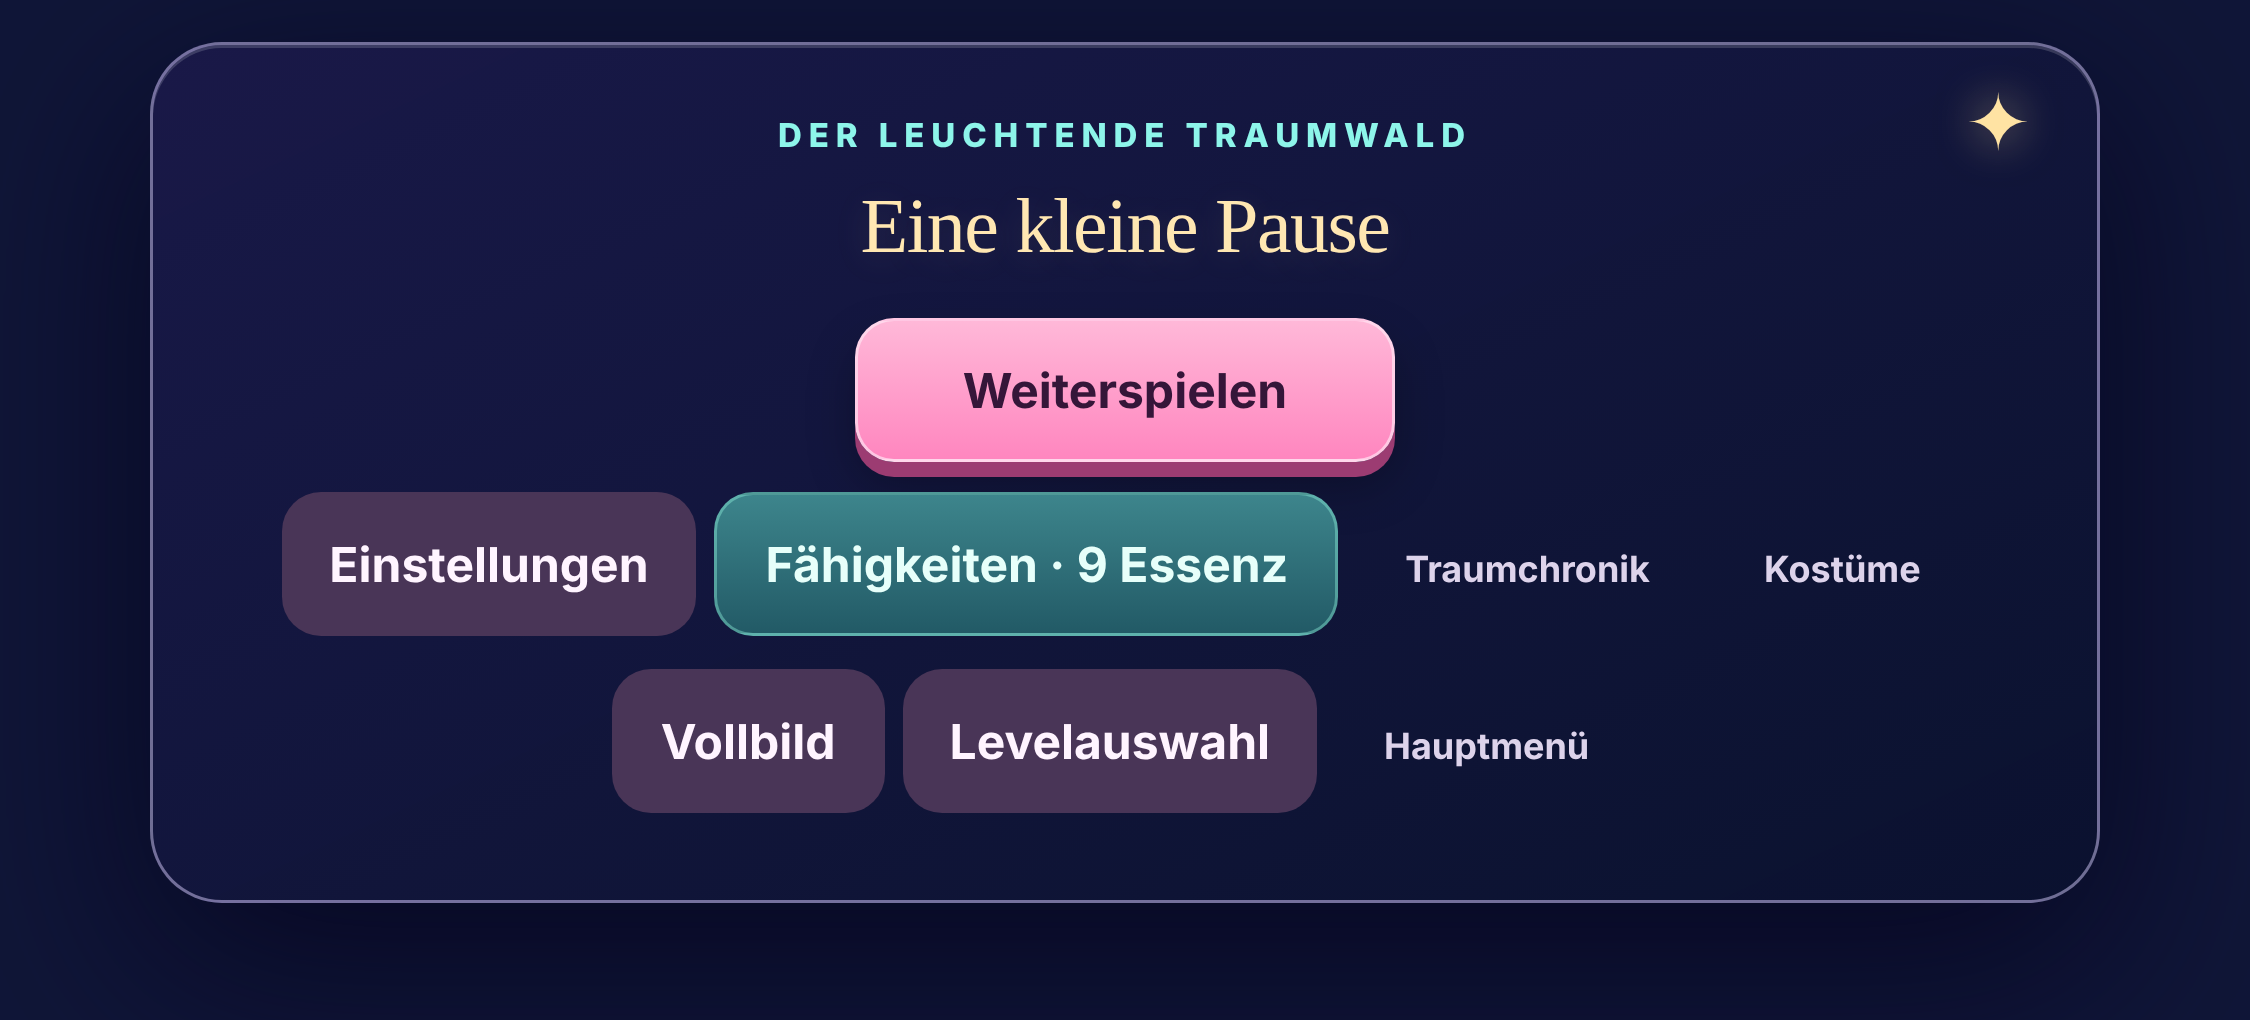 DER LEUCHTENDE TRAUMWALD
Eine kleine Pause
Weiterspielen
Einstellungen
Fähigkeiten · 9 Essenz
Traumchronik
Kostüme
Vollbild
Levelauswahl
Hauptmenü